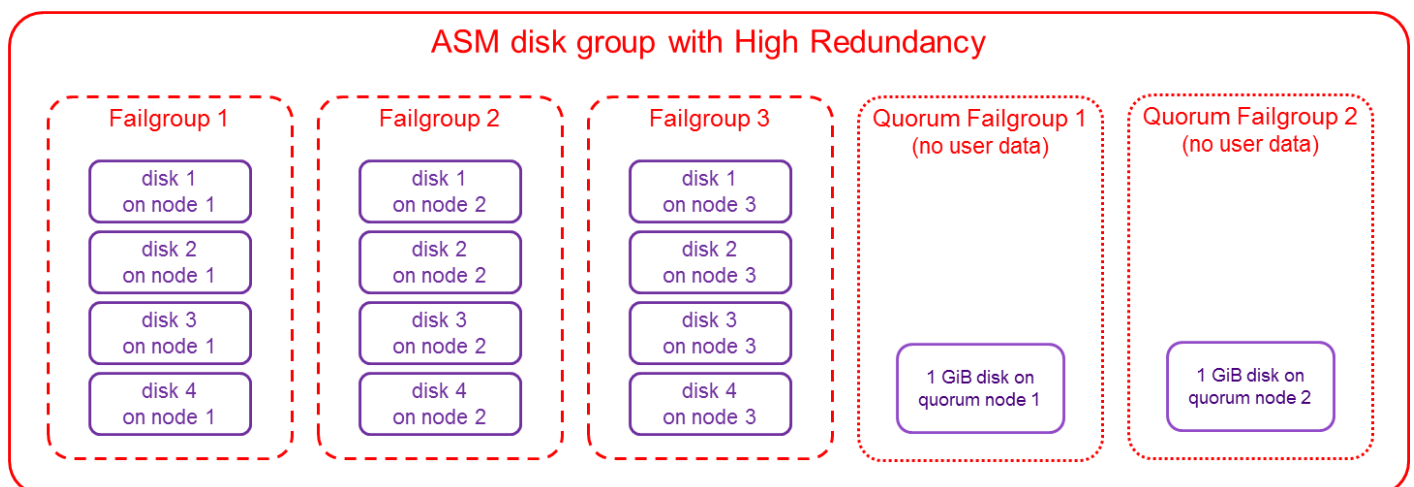 ASM disk group with High Redundancy
Failgroup 1
disk 1
on node 1
disk 2
on node 1
disk 3
on node 1
disk 4
on node 1
Failgroup 2
disk 1
on node 2
disk 2
on node 2
disk 3
on node 2
disk 4
on node 2
Failgroup 3
disk 1
on node 3
disk 2
on node 3
disk 3
on node 3
disk 4
on node 3
Quorum Failgroup 1
(no user data)
1 GiB disk on
quorum node 1
Quorum Failgroup 2
(no user data)
1 GiB disk on
quorum node 2